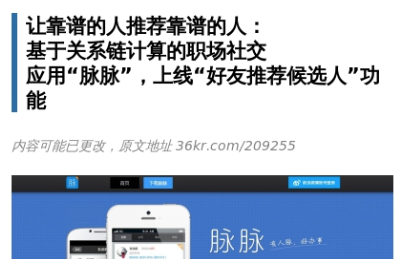 让靠谱的人推荐靠谱的人：
基于关系链计算的职场社交
应用“脉脉”，上线“好友推荐候选人”功
能
内容可能已更改，原文地址 36kr.com/209255
首页
下载脉脉
脉脉
有人脉，好办事